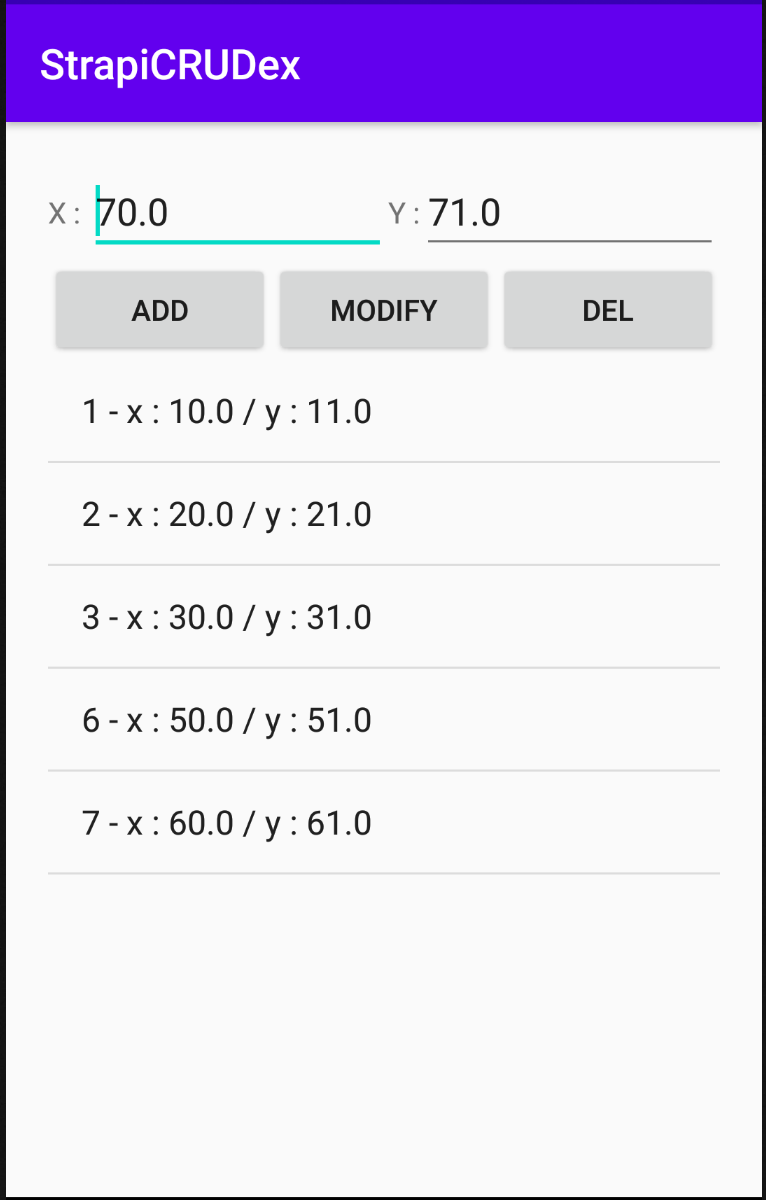 StrapiCRUDex
X : 70.0 Y : 71.0
ADD MODIFY DEL
1 - x : 10.0 / y : 11.0
2 - x : 20.0 / y : 21.0
3 - x : 30.0 / y : 31.0
6 - x : 50.0 / y : 51.0
7 - x : 60.0 / y : 61.0